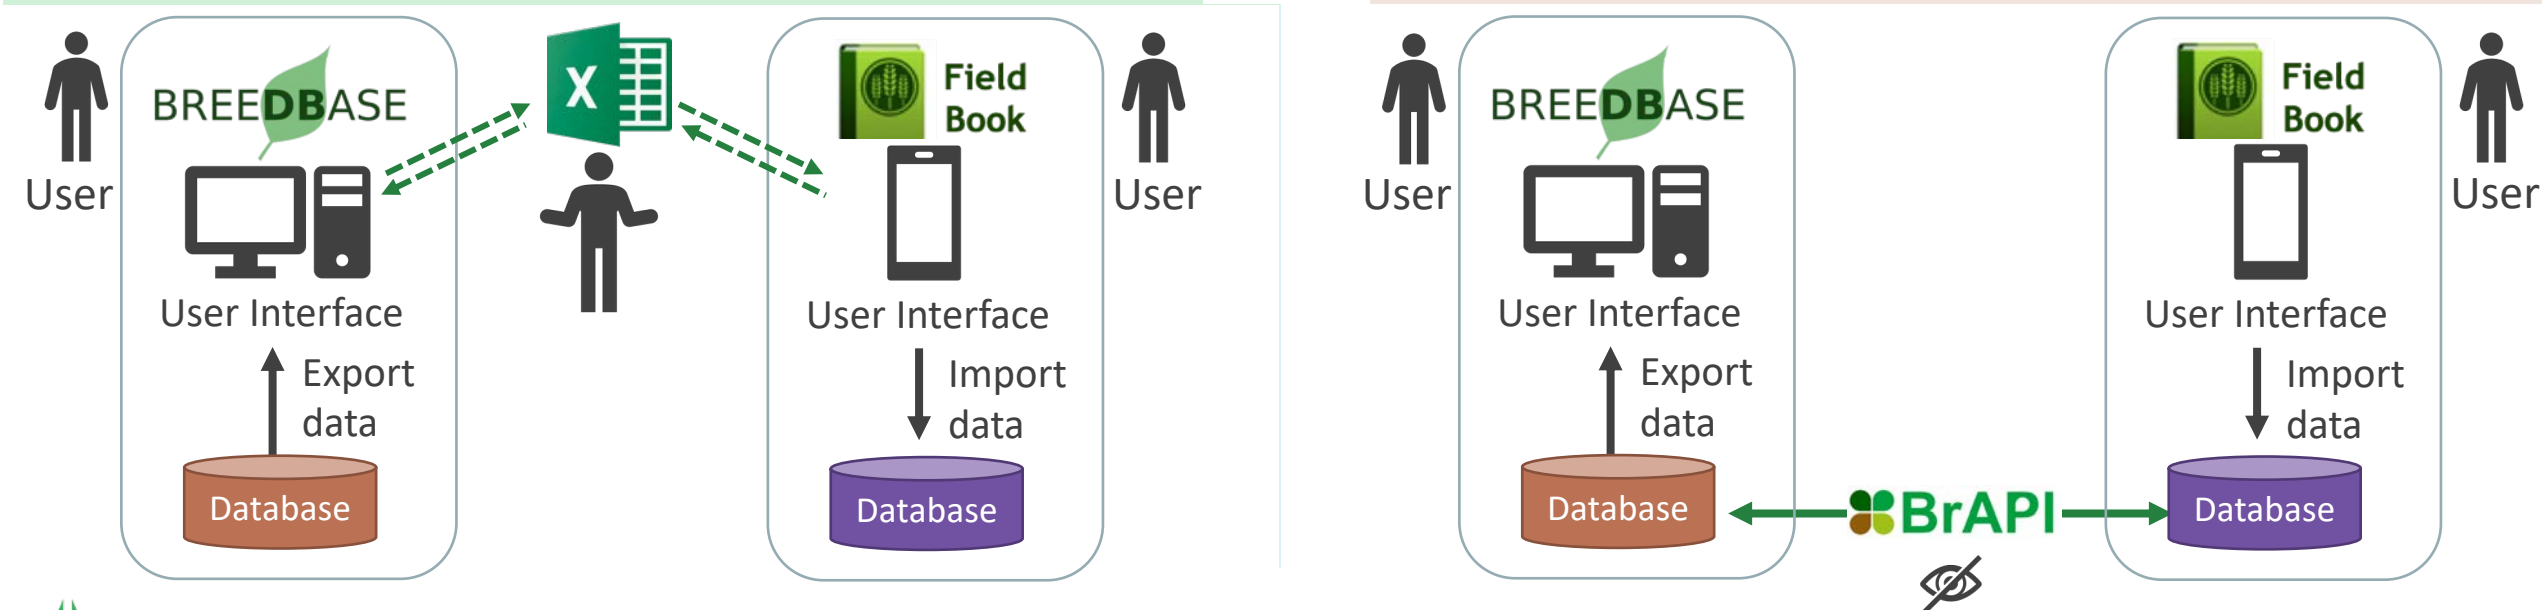 BREEDBASE
X
Field
Book
User
User
User Interface
User Interface
Export
data
Import
data
Database
Database
BREEDBASE
Field
Book
User
User
User Interface
User Interface
Export
data
Import
data
Database
BrAPI
Database